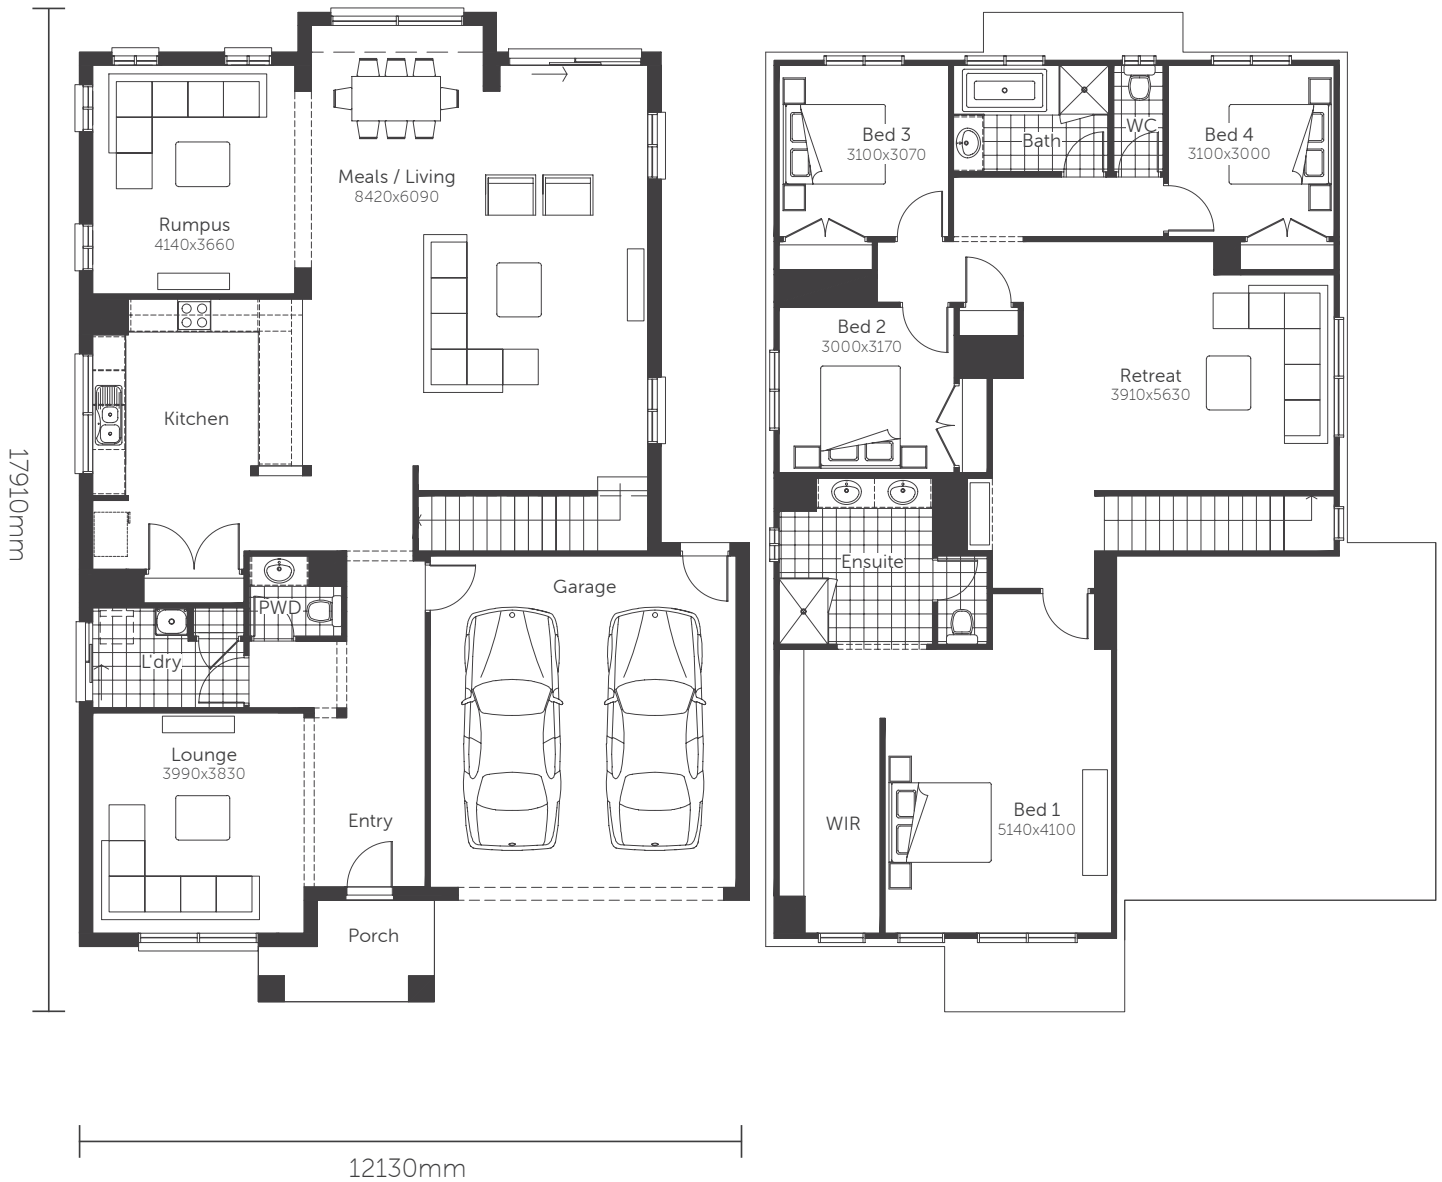 Rumpus
4140x3660
Meals / Living
8420x6090
Kitchen
PWD
L'dry
Garage
Lounge
3990x3830
Entry
Porch
17910mm
12130mm
Bed 3
3100x3070
Bath
WC
Bed 4
3100x3000
Bed 2
3000x3170
Retreat
3910x5630
Ensuite
WIR
Bed 1
5140x4100